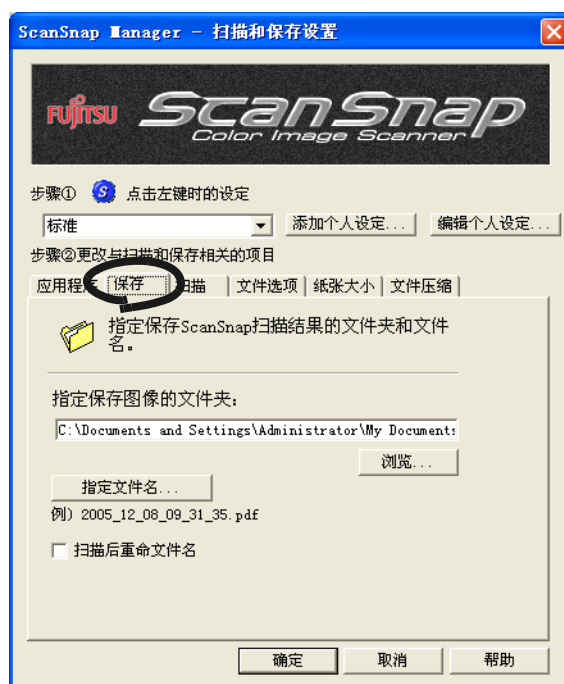 ScanSnap Manager - 扫描和保存设置
FUJITSU ScanSnap
Color Image Scanner
步骤① S 点击左键时的设定
标准 添加个人设定... 编辑个人设定...
步骤②更改与扫描和保存相关的项目
应用程序 保存 扫描 文件选项 纸张大小 文件压缩
指定保存ScanSnap扫描结果的文件夹和文件
名。
指定保存图像的文件夹:
C:\Documents and Settings\Administrator\My Documents
浏览...
指定文件名...
例) 2005_12_08_09_31_35.pdf
扫描后重命文件名
确定 取消 帮助